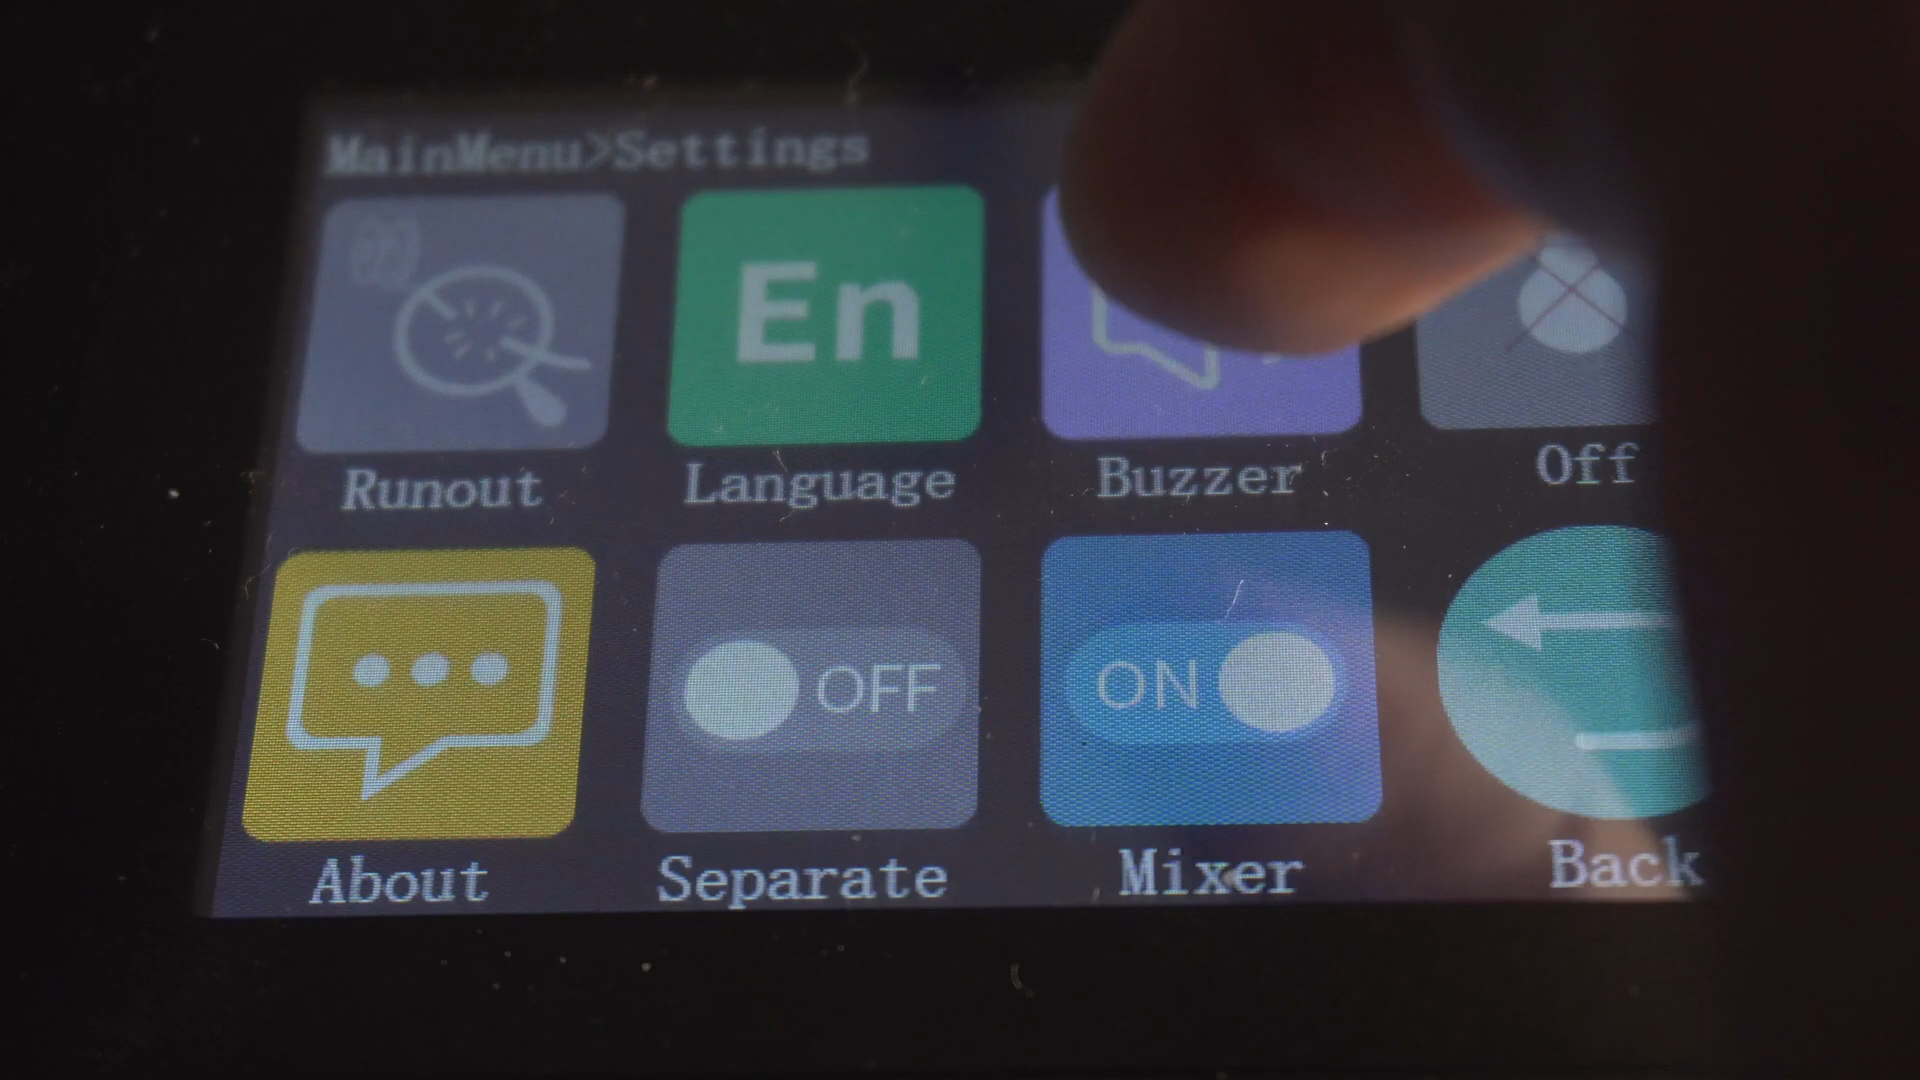 MainMenu>Settings
En
Runout
Language
Buzzer
Off
OFF
ON
About
Separate
Mixer
Back